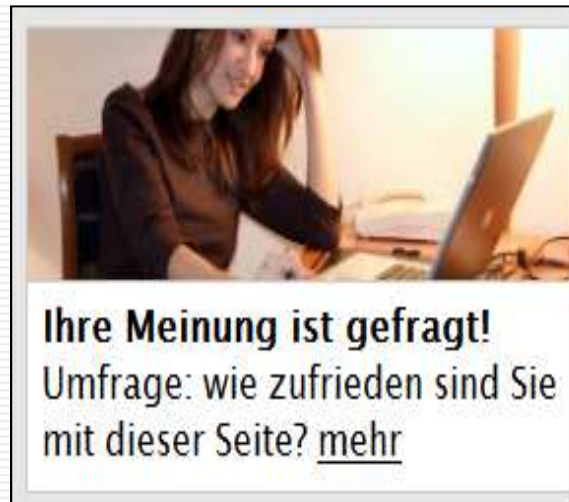 Ihre Meinung ist gefragt!
Umfrage: wie zufrieden sind Sie
mit dieser Seite? mehr